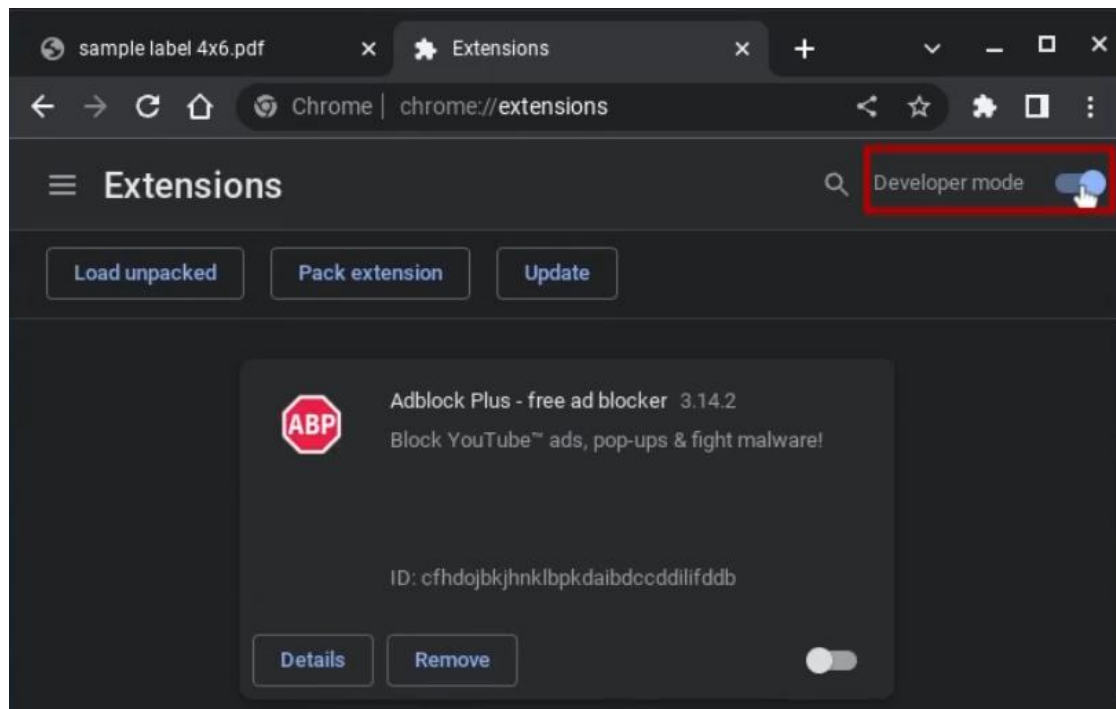 sample label 4x6.pdf Extensions
Chrome | chrome://extensions
Extensions Developer mode
Load unpacked Pack extension Update
ABP
Adblock Plus - free ad blocker 3.14.2
Block YouTube™ ads, pop-ups & fight malware!
ID: cfhdojbkjhnklbpkdaibdccddilifddb
Details Remove